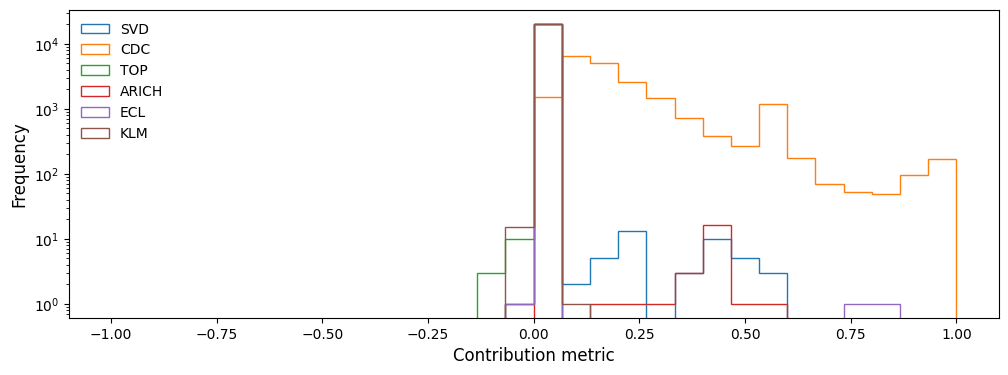 SVD
CDC
TOP
ARICH
ECL
KLM
Frequency
10⁴
10³
10²
10¹
10⁰
−1.00 −0.75 −0.50 −0.25 0.00 0.25 0.50 0.75 1.00
Contribution metric